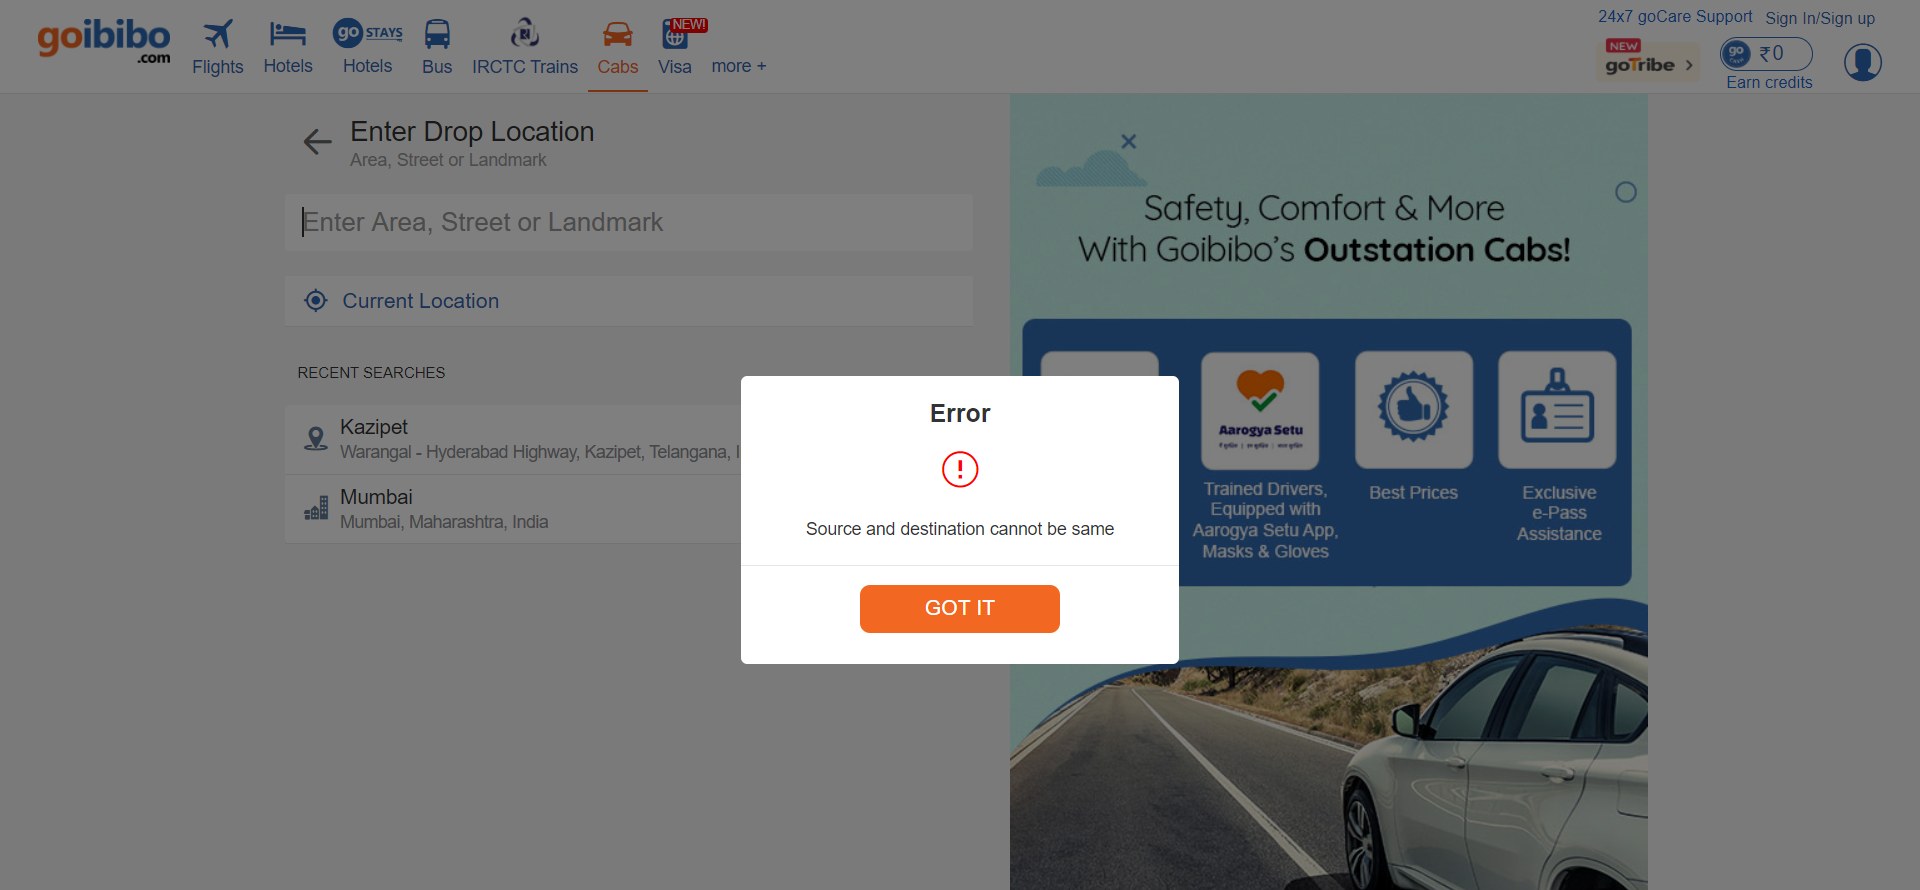 goibibo
.com
Flights
Hotels
go STAYS
Hotels
Bus
IRCTC Trains
Cabs
NEW!
Visa
more +
24x7 goCare Support
Sign In/Sign up
NEW
goTribe
go
₹0
Earn credits
Enter Drop Location
Area, Street or Landmark
Enter Area, Street or Landmark
Current Location
RECENT SEARCHES
Kazipet
Warangal - Hyderabad Highway, Kazipet, Telangana,
Mumbai
Mumbai, Maharashtra, India
Error
!
Source and destination cannot be same
GOT IT
Safety, Comfort & More
With Goibibo's Outstation Cabs!
Aarogya Setu
Trained Drivers,
Equipped with
Aarogya Setu App,
Masks & Gloves
Best Prices
Exclusive
e-Pass
Assistance